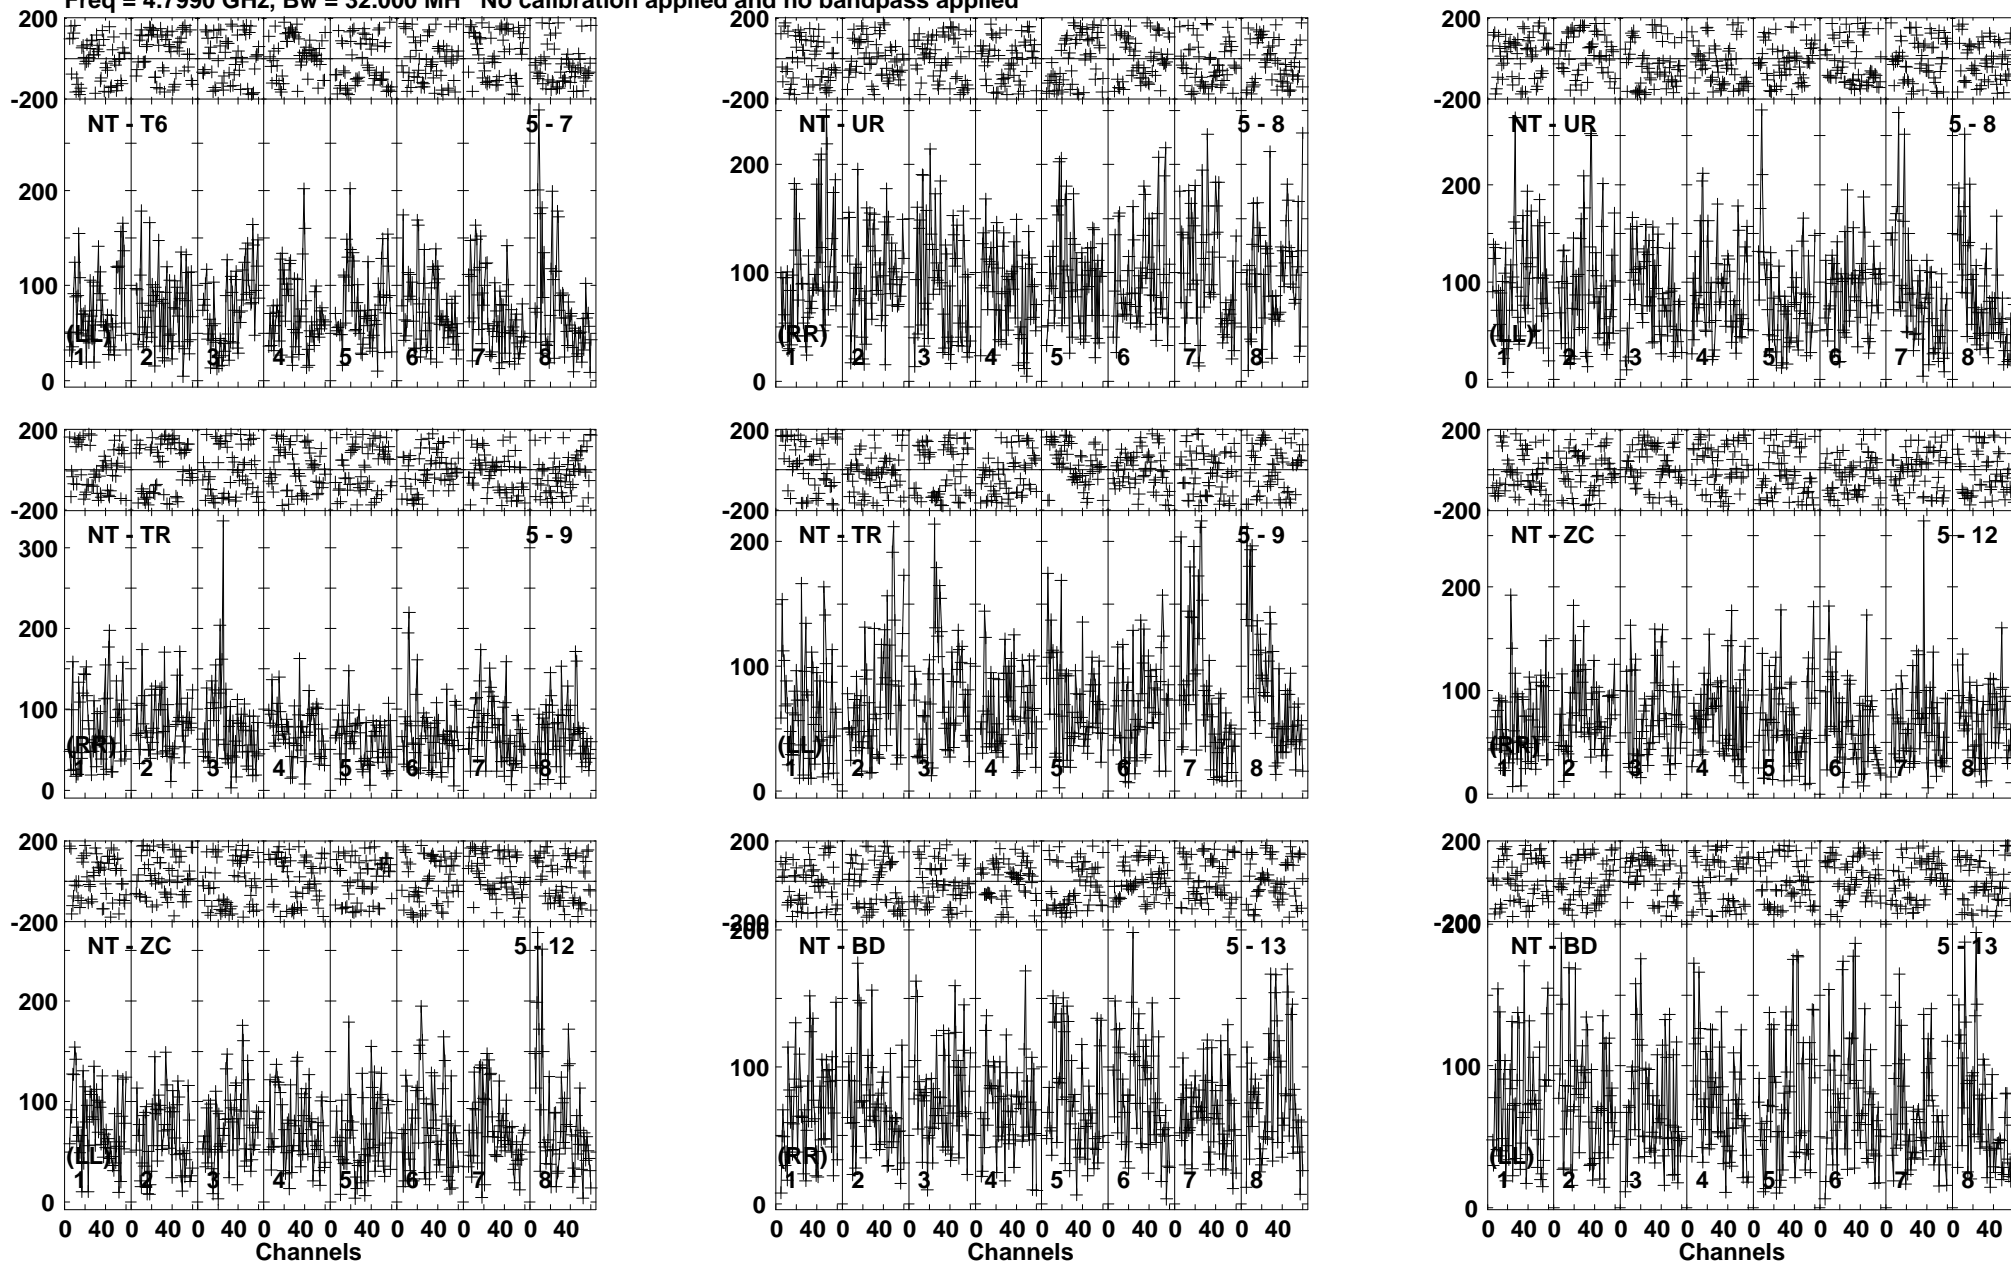 Freq = 4.7990 GHz, Bw = 32.000 MH No calibration applied and no bandpass applied
200 200 200
-200 -200 -200
NT - T6 5 - 7 NT - UR 5 - 8 NT - UR 5 - 8
200 200 200
100 100 100
(LL) (RR) (LL)
1 2 3 4 5 6 7 8 1 2 3 4 5 6 7 8 1 2 3 4 5 6 7 8
0 0 0
200 200 200
-200 -200 -200
NT - TR 5 - 9 NT - TR 5 - 9 NT - ZC 5 - 12
300 200
200 200
100 100 100
(RR) (LL) (RR)
1 2 3 4 5 6 7 8 1 2 3 4 5 6 7 8 1 2 3 4 5 6 7 8
0 0 0
200 200 200
-200 -200 -200
200 200
NT - ZC 5 - 12 NT - BD 5 - 13 NT - BD 5 - 13
200
100 100 100
(LL) (RR) (LL)
1 2 3 4 5 6 7 8 1 2 3 4 5 6 7 8 1 2 3 4 5 6 7 8
0 0 0
0 40 0 40 0 40 0 40 0 40 0 40 0 40 0 40 0 40 0 40 0 40 0 40 0 40 0 40 0 40 0 40 0 40 0 40 0 40 0 40 0 40 0 40 0 40 0 40
Channels Channels Channels